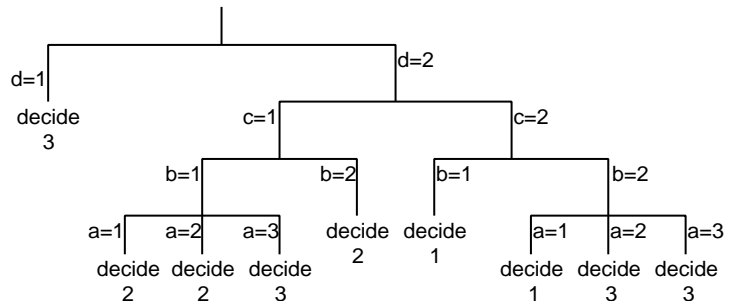 d=1
d=2
decide
3
c=1
c=2
b=1
b=2
b=1
b=2
decide
2
decide
1
a=1
a=2
a=3
a=1
a=2
a=3
decide
2
decide
2
decide
3
decide
1
decide
3
decide
3